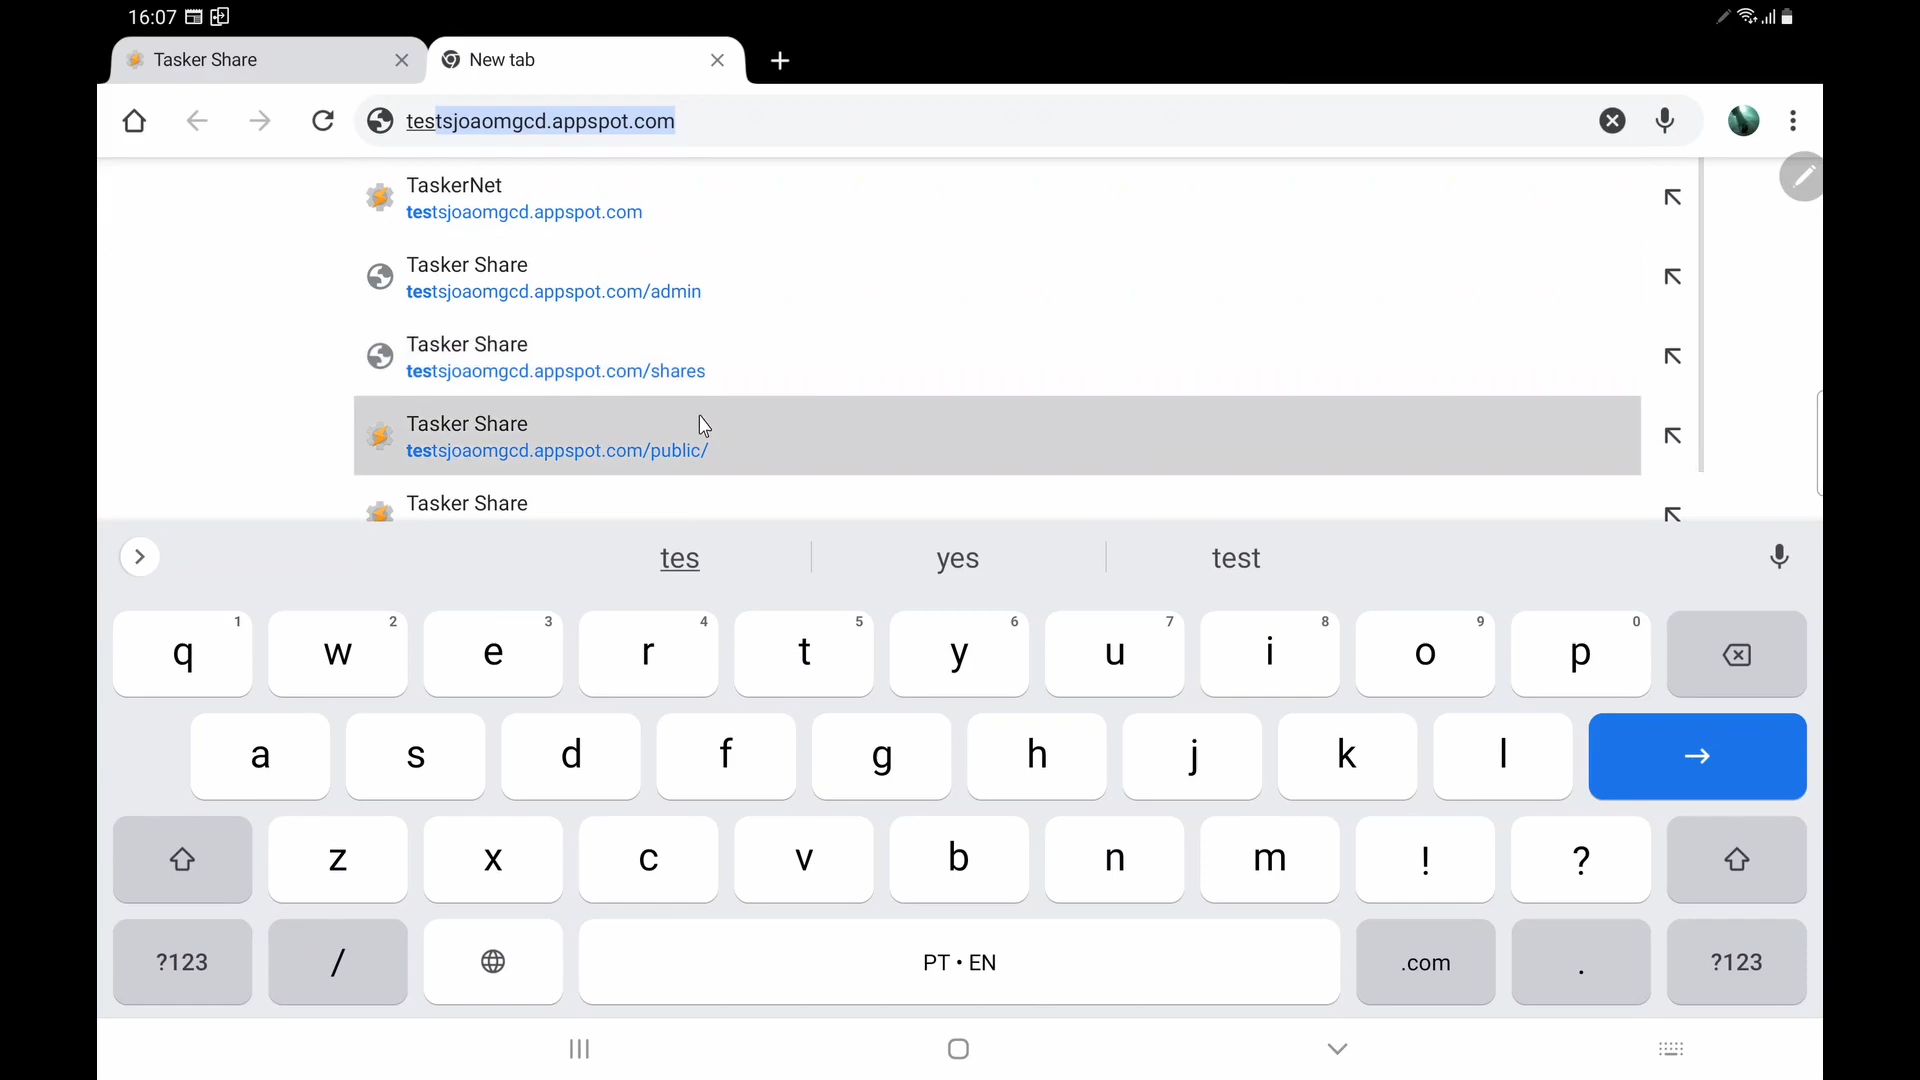 16:07
Tasker Share
New tab
testsjoaomgcd.appspot.com
TaskerNet
testsjoaomgcd.appspot.com
Tasker Share
testsjoaomgcd.appspot.com/admin
Tasker Share
testsjoaomgcd.appspot.com/shares
Tasker Share
testsjoaomgcd.appspot.com/public/
Tasker Share
tes yes test
1 2 3 4 5 6 7 8 9 0
q w e r t y u i o p
a s d f g h j k l
z x c v b n m ! ?
?123 / PT • EN .com . ?123